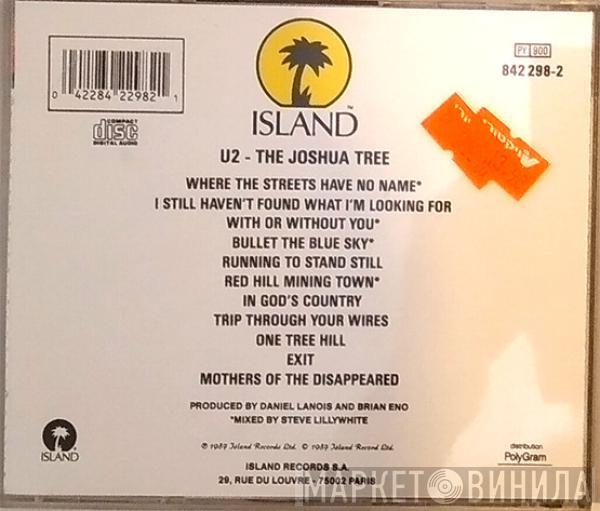 PY 900
842 298-2
0 42284 22982 1
COMPACT
disc
DIGITAL AUDIO
ISLAND™
U2 - THE JOSHUA TREE
WHERE THE STREETS HAVE NO NAME*
I STILL HAVEN'T FOUND WHAT I'M LOOKING FOR
WITH OR WITHOUT YOU*
BULLET THE BLUE SKY*
RUNNING TO STAND STILL
RED HILL MINING TOWN*
IN GOD'S COUNTRY
TRIP THROUGH YOUR WIRES
ONE TREE HILL
EXIT
MOTHERS OF THE DISAPPEARED
PRODUCED BY DANIEL LANOIS AND BRIAN ENO
*MIXED BY STEVE LILLYWHITE
℗ 1987 Island Records Ltd. © 1987 Island Records Ltd.
ISLAND
distribution
PolyGram
ISLAND RECORDS S.A.
29, RUE DU LOUVRE - 75002 PARIS
МАРКЕТ ВИНИЛА